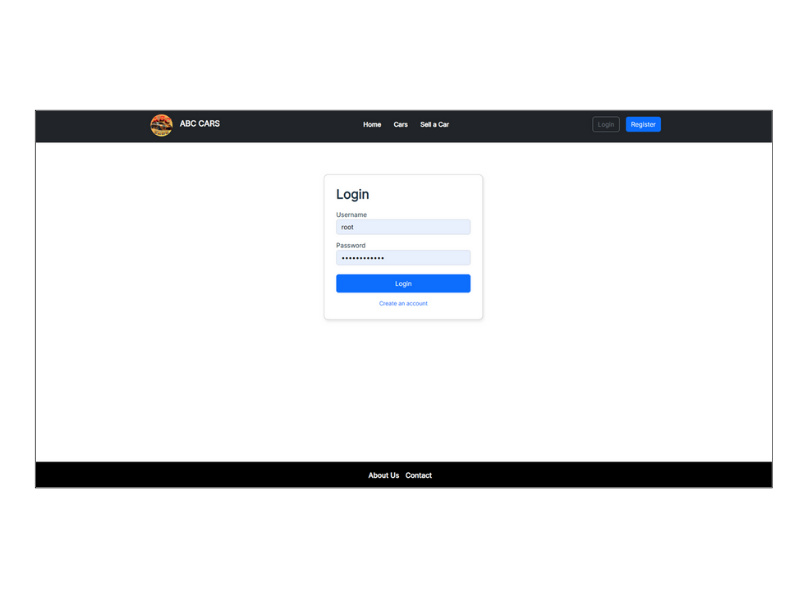 ABC CARS
Home Cars Sell a Car
Login Register
Login
Username
root
Password
••••••••••••
Login
Create an account
About Us Contact